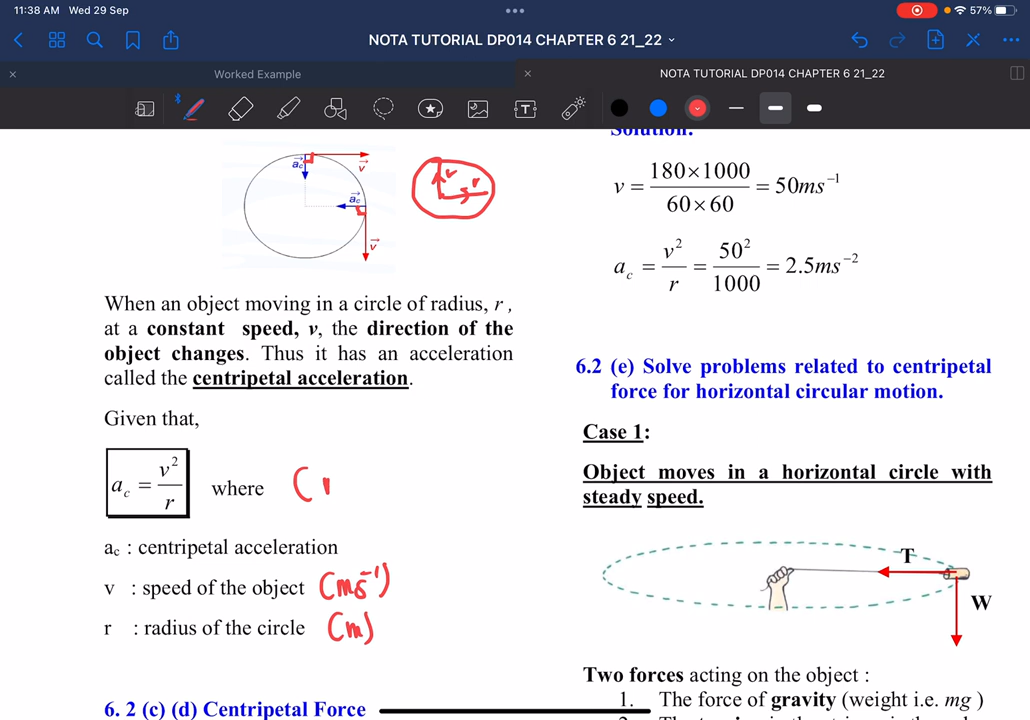 11:38 AM Wed 29 Sep
57%
NOTA TUTORIAL DP014 CHAPTER 6 21_22
Worked Example
NOTA TUTORIAL DP014 CHAPTER 6 21_22
a_c
v
a_c
v
v
v
When an object moving in a circle of radius, r ,
at a constant speed, v, the direction of the
object changes. Thus it has an acceleration
called the centripetal acceleration.
Given that,
a_c = v²/r where (
a_c : centripetal acceleration
v : speed of the object (ms⁻¹)
r : radius of the circle (m)
6. 2 (c) (d) Centripetal Force
Solution:
v = 180×1000 / 60×60 = 50ms⁻¹
a_c = v²/r = 50²/1000 = 2.5ms⁻²
6.2 (e) Solve problems related to centripetal
force for horizontal circular motion.
Case 1:
Object moves in a horizontal circle with
steady speed.
T
W
Two forces acting on the object :
1. The force of gravity (weight i.e. mg )